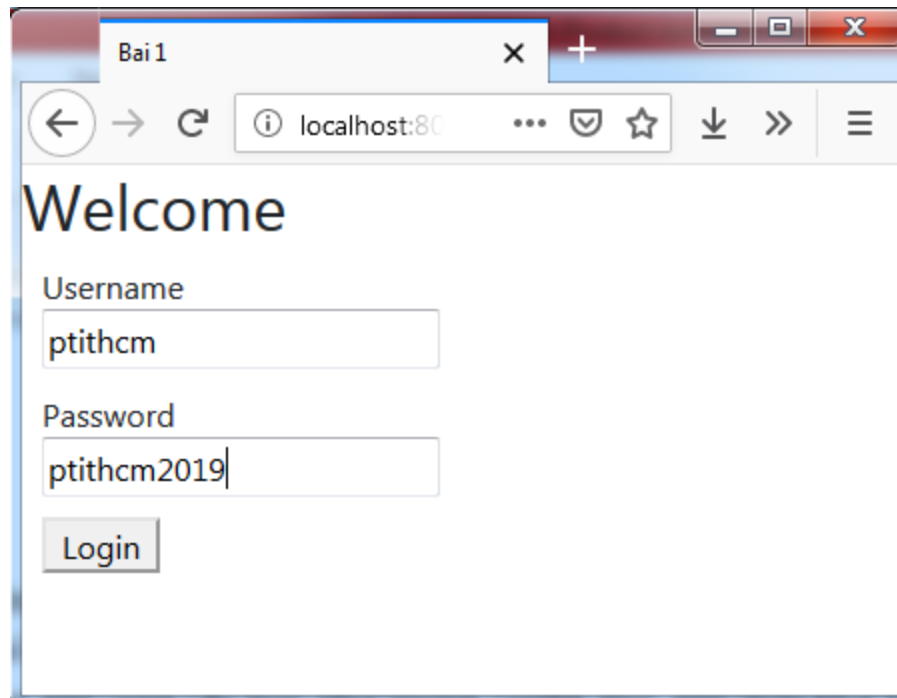 Bai 1
localhost:80
Welcome
Username
ptithcm
Password
ptithcm2019
Login